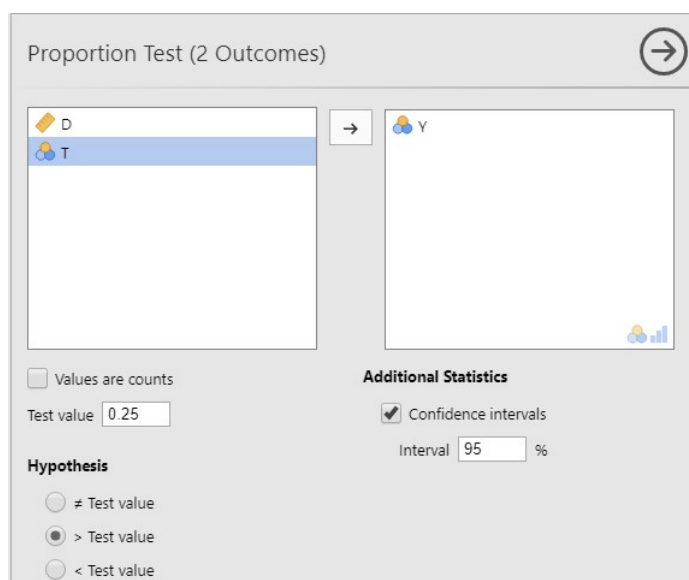 Proportion Test (2 Outcomes)
D
T
Y
Values are counts
Test value 0.25
Hypothesis
≠ Test value
> Test value
< Test value
Additional Statistics
Confidence intervals
Interval 95 %